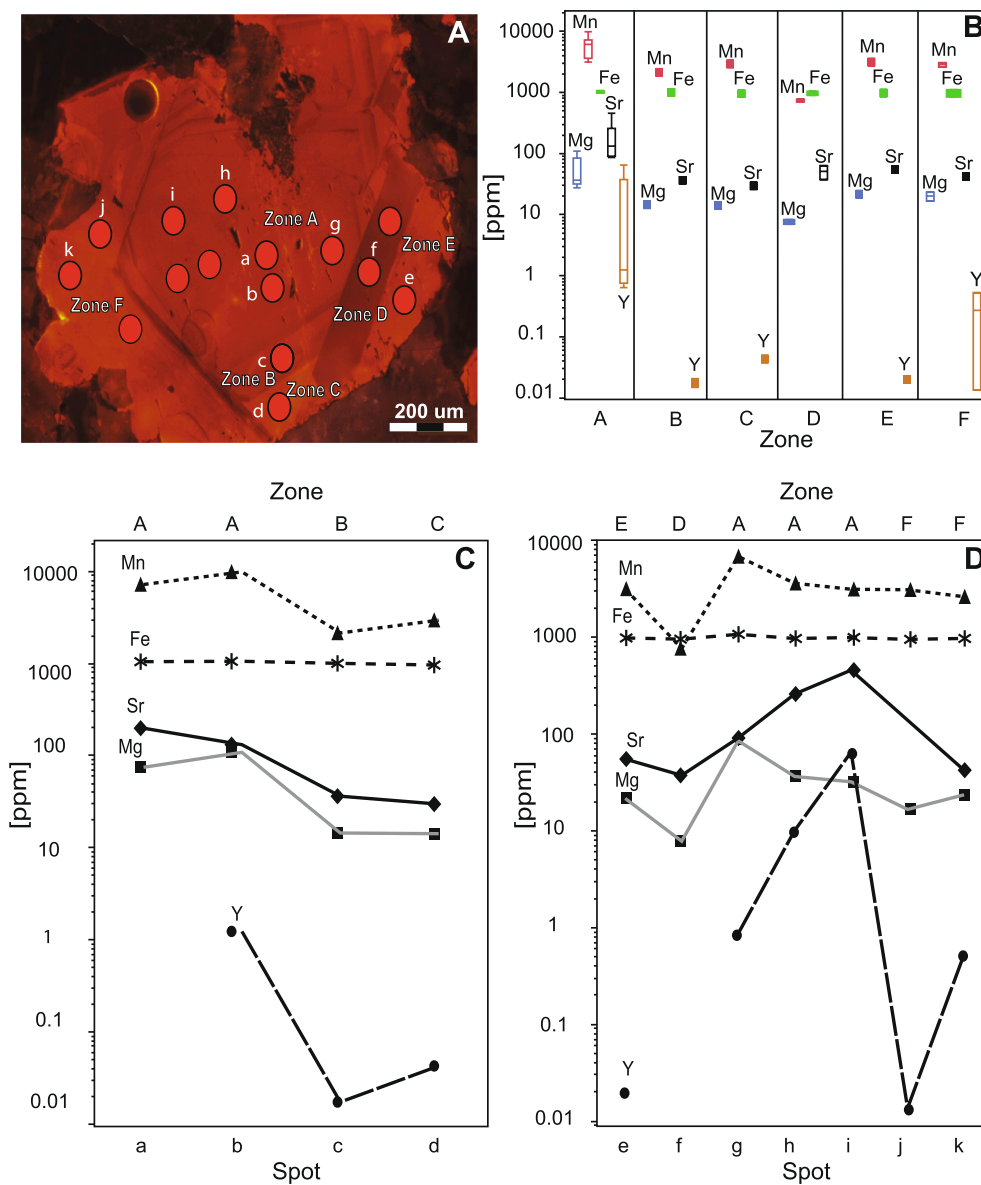 A
h
i
j
Zone A
g
a
f
Zone E
k
b
e
Zone F
Zone D
c
Zone B
Zone C
d
200 um
B
[ppm]
10000
1000
100
10
1
0.1
0.01
Mn
Fe
Sr
Mg
Y
Mn
Fe
Mg
Sr
Y
Mn
Fe
Mg
Sr
Y
Mn
Fe
Mg
Sr
Mn
Fe
Mg
Sr
Y
Mn
Fe
Mg
Sr
Y
A B C D E F
Zone
Zone
A A B C
C
[ppm]
10000
1000
100
10
1
0.1
0.01
Mn
Fe
Sr
Mg
Y
a b c d
Spot
Zone
E D A A A F F
D
[ppm]
10000
1000
100
10
1
0.1
0.01
Mn
Fe
Sr
Mg
Y
e f g h i j k
Spot